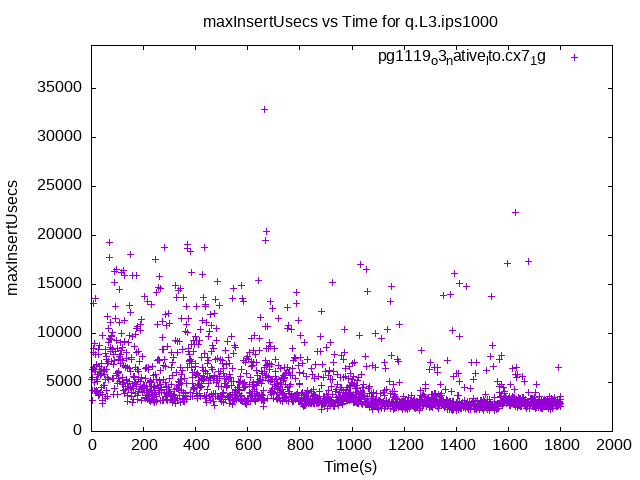 maxInsertUsecs vs Time for q.L3.ips1000
pg1119o3native_lto.cx71g
35000
30000
25000
20000
15000
10000
5000
0
maxInsertUsecs
0 200 400 600 800 1000 1200 1400 1600 1800 2000
Time(s)